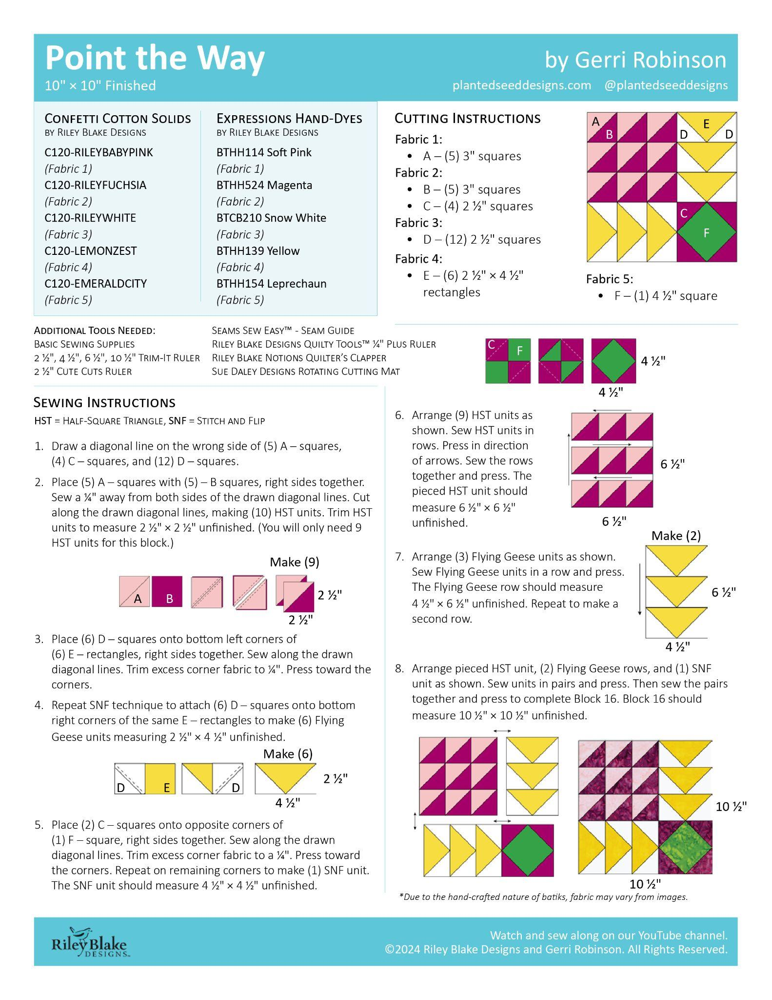 Point the Way
10" × 10" Finished
by Gerri Robinson
plantedseeddesigns.com @plantedseeddesigns
Confetti Cotton Solids
by Riley Blake Designs
C120-RILEYBABYPINK
(Fabric 1)
C120-RILEYFUCHSIA
(Fabric 2)
C120-RILEYWHITE
(Fabric 3)
C120-LEMONZEST
(Fabric 4)
C120-EMERALDCITY
(Fabric 5)
Expressions Hand-Dyes
by Riley Blake Designs
BTHH114 Soft Pink
(Fabric 1)
BTHH524 Magenta
(Fabric 2)
BTCB210 Snow White
(Fabric 3)
BTHH139 Yellow
(Fabric 4)
BTHH154 Leprechaun
(Fabric 5)
Cutting Instructions
Fabric 1:
• A – (5) 3" squares
Fabric 2:
• B – (5) 3" squares
• C – (4) 2 ½" squares
Fabric 3:
• D – (12) 2 ½" squares
Fabric 4:
• E – (6) 2 ½" × 4 ½"
rectangles
A
B
E
D
D
C
F
Fabric 5:
• F – (1) 4 ½" square
Additional Tools Needed:
Basic Sewing Supplies
2 ½", 4 ½", 6 ½", 10 ½" Trim-It Ruler
2 ½" Cute Cuts Ruler
Seams Sew Easy™ - Seam Guide
Riley Blake Designs Quilty Tools™ ¼" Plus Ruler
Riley Blake Notions Quilter's Clapper
Sue Daley Designs Rotating Cutting Mat
Sewing Instructions
HST = Half-Square Triangle, SNF = Stitch and Flip
1. Draw a diagonal line on the wrong side of (5) A – squares,
(4) C – squares, and (12) D – squares.
2. Place (5) A – squares with (5) – B squares, right sides together.
Sew a ¼" away from both sides of the drawn diagonal lines. Cut
along the drawn diagonal lines, making (10) HST units. Trim HST
units to measure 2 ½" × 2 ½" unfinished. (You will only need 9
HST units for this block.)
Make (9)
A
B
2 ½"
2 ½"
3. Place (6) D – squares onto bottom left corners of
(6) E – rectangles, right sides together. Sew along the drawn
diagonal lines. Trim excess corner fabric to ¼". Press toward the
corners.
4. Repeat SNF technique to attach (6) D – squares onto bottom
right corners of the same E – rectangles to make (6) Flying
Geese units measuring 2 ½" × 4 ½" unfinished.
Make (6)
D
E
D
2 ½"
4 ½"
5. Place (2) C – squares onto opposite corners of
(1) F – square, right sides together. Sew along the drawn
diagonal lines. Trim excess corner fabric to a ¼". Press toward
the corners. Repeat on remaining corners to make (1) SNF unit.
The SNF unit should measure 4 ½" × 4 ½" unfinished.
C
F
4 ½"
4 ½"
6. Arrange (9) HST units as
shown. Sew HST units in
rows. Press in direction
of arrows. Sew the rows
together and press. The
pieced HST unit should
measure 6 ½" × 6 ½"
unfinished.
6 ½"
6 ½"
7. Arrange (3) Flying Geese units as shown.
Sew Flying Geese units in a row and press.
The Flying Geese row should measure
4 ½" × 6 ½" unfinished. Repeat to make a
second row.
Make (2)
6 ½"
4 ½"
8. Arrange pieced HST unit, (2) Flying Geese rows, and (1) SNF
unit as shown. Sew units in pairs and press. Then sew the pairs
together and press to complete Block 16. Block 16 should
measure 10 ½" × 10 ½" unfinished.
10 ½"
10 ½"
*Due to the hand-crafted nature of batiks, fabric may vary from images.
Riley Blake
DESIGNS™
Watch and sew along on our YouTube channel.
©2024 Riley Blake Designs and Gerri Robinson. All Rights Reserved.